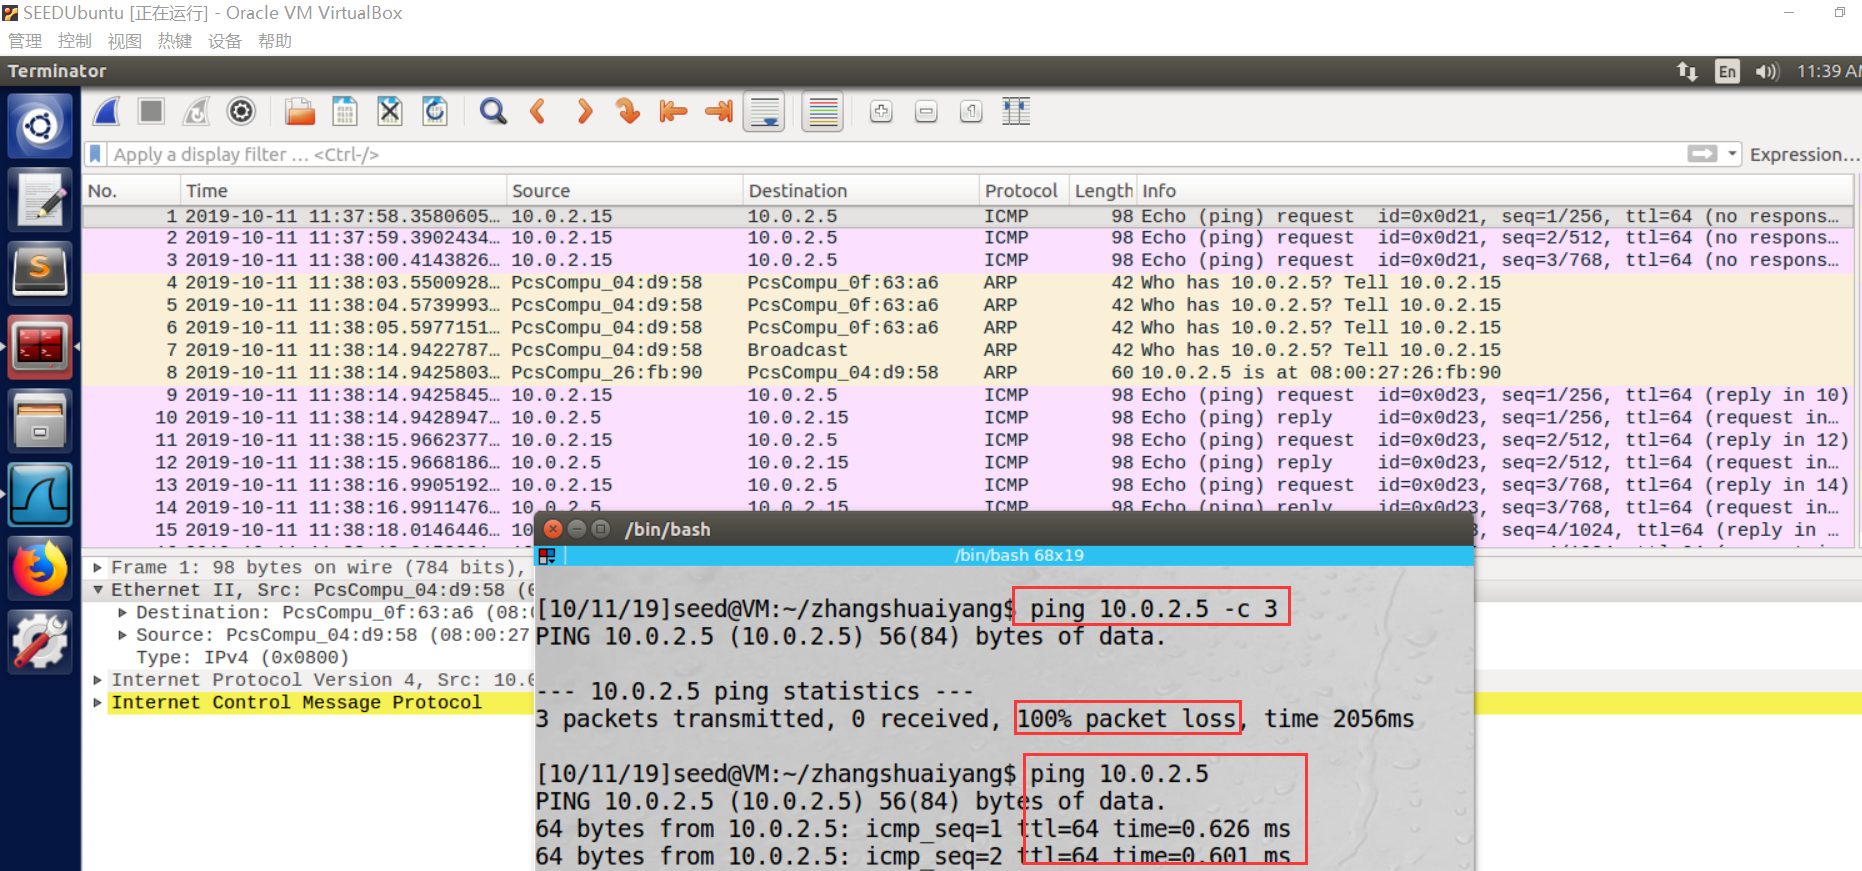 SEEDUbuntu [正在运行] - Oracle VM VirtualBox
管理 控制 视图 热键 设备 帮助
Terminator En 11:39 AM
Apply a display filter … <Ctrl-/> Expression…
No. Time Source Destination Protocol Length Info
1 2019-10-11 11:37:58.3580605… 10.0.2.15 10.0.2.5 ICMP 98 Echo (ping) request id=0x0d21, seq=1/256, ttl=64 (no respons…
2 2019-10-11 11:37:59.3902434… 10.0.2.15 10.0.2.5 ICMP 98 Echo (ping) request id=0x0d21, seq=2/512, ttl=64 (no respons…
3 2019-10-11 11:38:00.4143826… 10.0.2.15 10.0.2.5 ICMP 98 Echo (ping) request id=0x0d21, seq=3/768, ttl=64 (no respons…
4 2019-10-11 11:38:03.5500928… PcsCompu_04:d9:58 PcsCompu_0f:63:a6 ARP 42 Who has 10.0.2.5? Tell 10.0.2.15
5 2019-10-11 11:38:04.5739993… PcsCompu_04:d9:58 PcsCompu_0f:63:a6 ARP 42 Who has 10.0.2.5? Tell 10.0.2.15
6 2019-10-11 11:38:05.5977151… PcsCompu_04:d9:58 PcsCompu_0f:63:a6 ARP 42 Who has 10.0.2.5? Tell 10.0.2.15
7 2019-10-11 11:38:14.9422787… PcsCompu_04:d9:58 Broadcast ARP 42 Who has 10.0.2.5? Tell 10.0.2.15
8 2019-10-11 11:38:14.9425803… PcsCompu_26:fb:90 PcsCompu_04:d9:58 ARP 60 10.0.2.5 is at 08:00:27:26:fb:90
9 2019-10-11 11:38:14.9425845… 10.0.2.15 10.0.2.5 ICMP 98 Echo (ping) request id=0x0d23, seq=1/256, ttl=64 (reply in 10)
10 2019-10-11 11:38:14.9428947… 10.0.2.5 10.0.2.15 ICMP 98 Echo (ping) reply id=0x0d23, seq=1/256, ttl=64 (request in…
11 2019-10-11 11:38:15.9662377… 10.0.2.15 10.0.2.5 ICMP 98 Echo (ping) request id=0x0d23, seq=2/512, ttl=64 (reply in 12)
12 2019-10-11 11:38:15.9668186… 10.0.2.5 10.0.2.15 ICMP 98 Echo (ping) reply id=0x0d23, seq=2/512, ttl=64 (request in…
13 2019-10-11 11:38:16.9905192… 10.0.2.15 10.0.2.5 ICMP 98 Echo (ping) request id=0x0d23, seq=3/768, ttl=64 (reply in 14)
14 2019-10-11 11:38:16.9911476… 10.0.2.5 10.0.2.15 ICMP 98 Echo (ping) reply id=0x0d23, seq=3/768, ttl=64 (request in…
15 2019-10-11 11:38:18.0146446… 10 3, seq=4/1024, ttl=64 (reply in …
/bin/bash
/bin/bash 68x19
Frame 1: 98 bytes on wire (784 bits),
Ethernet II, Src: PcsCompu_04:d9:58 (0
Destination: PcsCompu_0f:63:a6 (08:
Source: PcsCompu_04:d9:58 (08:00:27
Type: IPv4 (0x0800)
Internet Protocol Version 4, Src: 10.0
Internet Control Message Protocol
[10/11/19]seed@VM:~/zhangshuaiyang$ ping 10.0.2.5 -c 3
PING 10.0.2.5 (10.0.2.5) 56(84) bytes of data.
--- 10.0.2.5 ping statistics ---
3 packets transmitted, 0 received, 100% packet loss, time 2056ms
[10/11/19]seed@VM:~/zhangshuaiyang$ ping 10.0.2.5
PING 10.0.2.5 (10.0.2.5) 56(84) bytes of data.
64 bytes from 10.0.2.5: icmp_seq=1 ttl=64 time=0.626 ms
64 bytes from 10.0.2.5: icmp_seq=2 ttl=64 time=0.601 ms